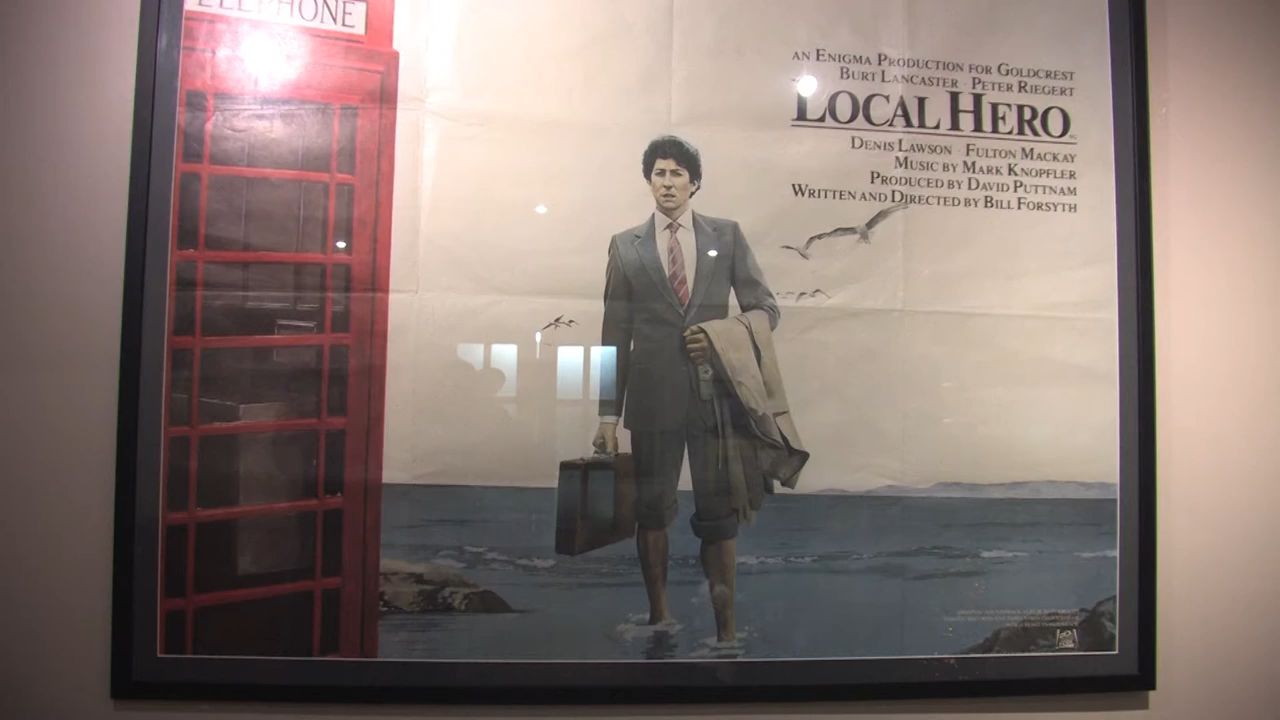 TELEPHONE
AN ENIGMA PRODUCTION FOR GOLDCREST
BURT LANCASTER · PETER RIEGERT
LOCAL HERO
DENIS LAWSON · FULTON MACKAY
MUSIC BY MARK KNOPFLER
PRODUCED BY DAVID PUTTNAM
WRITTEN AND DIRECTED BY BILL FORSYTH